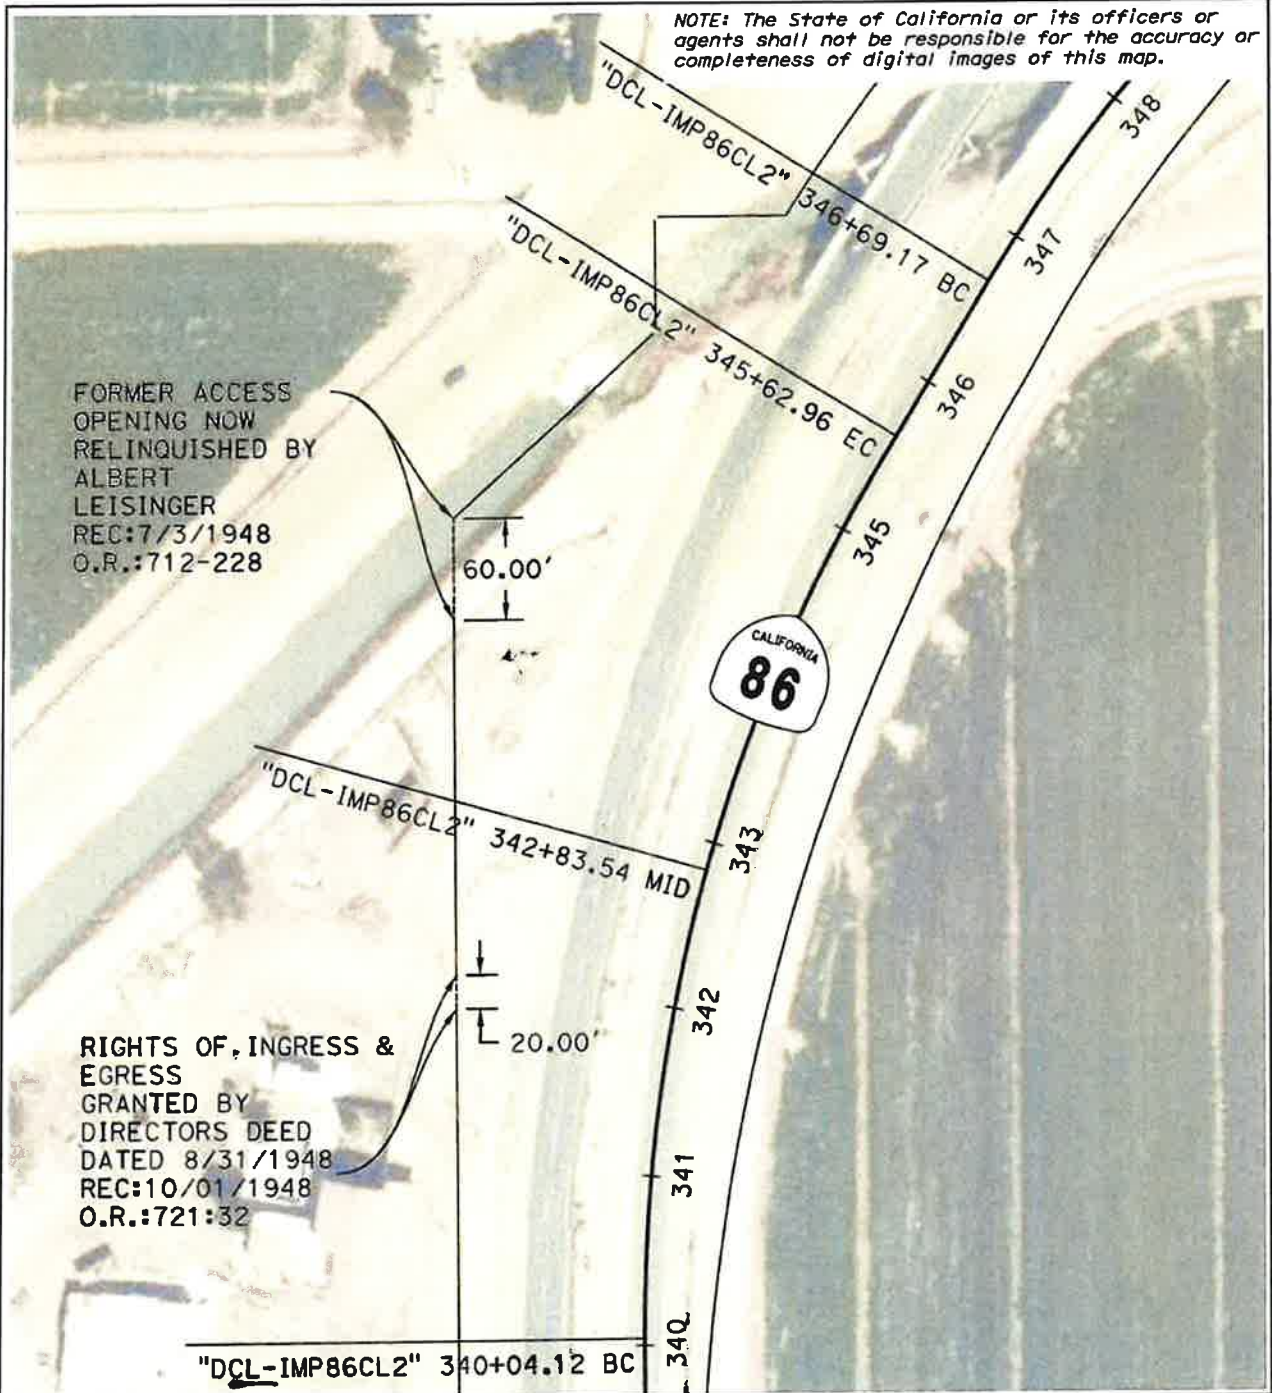 NOTE: The State of California or its officers or
agents shall not be responsible for the accuracy or
completeness of digital images of this map.
348
"DCL-IMP86CL2" 346+69.17 BC
347
"DCL-IMP86CL2" 345+62.96 EC
346
FORMER ACCESS
OPENING NOW
RELINQUISHED BY
ALBERT
LEISINGER
REC:7/3/1948
O.R.:712-228
345
60.00'
CALIFORNIA
86
"DCL-IMP86CL2" 342+83.54 MID
343
342
20.00'
RIGHTS OF INGRESS &
EGRESS
GRANTED BY
DIRECTORS DEED
DATED 8/31/1948
REC:10/01/1948
O.R.:721:32
341
340
"DCL-IMP86CL2" 340+04.12 BC